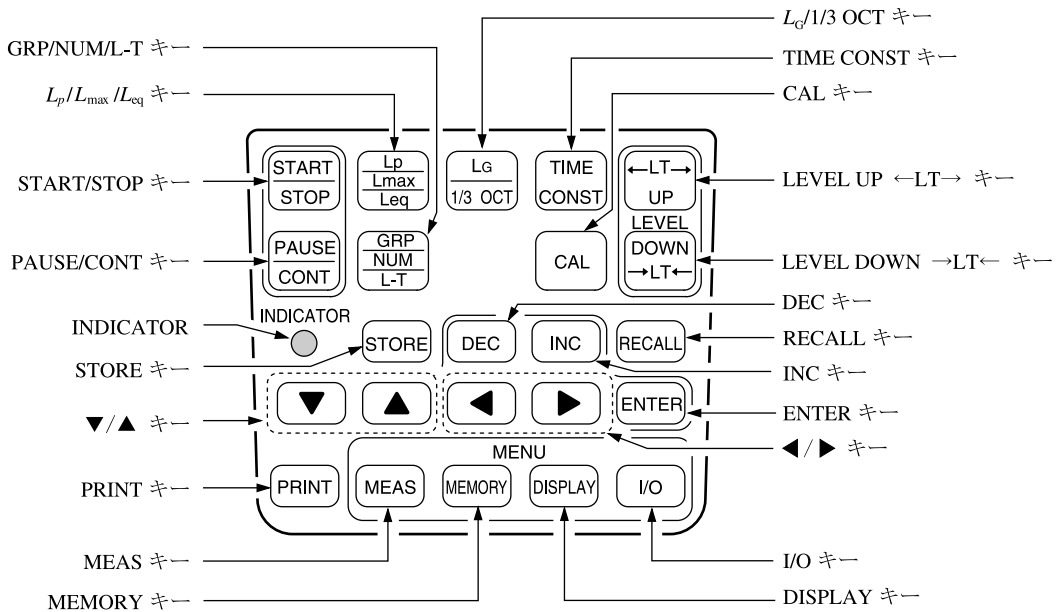 L_G/1/3 OCT キー
GRP/NUM/L-T キー
TIME CONST キー
L_p/L_max/L_eq キー
CAL キー
START/STOP キー
LEVEL UP ←LT→ キー
PAUSE/CONT キー
LEVEL DOWN →LT← キー
DEC キー
INDICATOR
RECALL キー
STORE キー
INC キー
▼/▲ キー
ENTER キー
◀/▶ キー
PRINT キー
MEAS キー
I/O キー
MEMORY キー
DISPLAY キー
START
STOP
Lp
Lmax
Leq
LG
1/3 OCT
TIME
CONST
←LT→
UP
LEVEL
PAUSE
CONT
GRP
NUM
L-T
CAL
DOWN
→LT←
INDICATOR
STORE
DEC
INC
RECALL
▼
▲
◀
▶
ENTER
MENU
PRINT
MEAS
MEMORY
DISPLAY
I/O